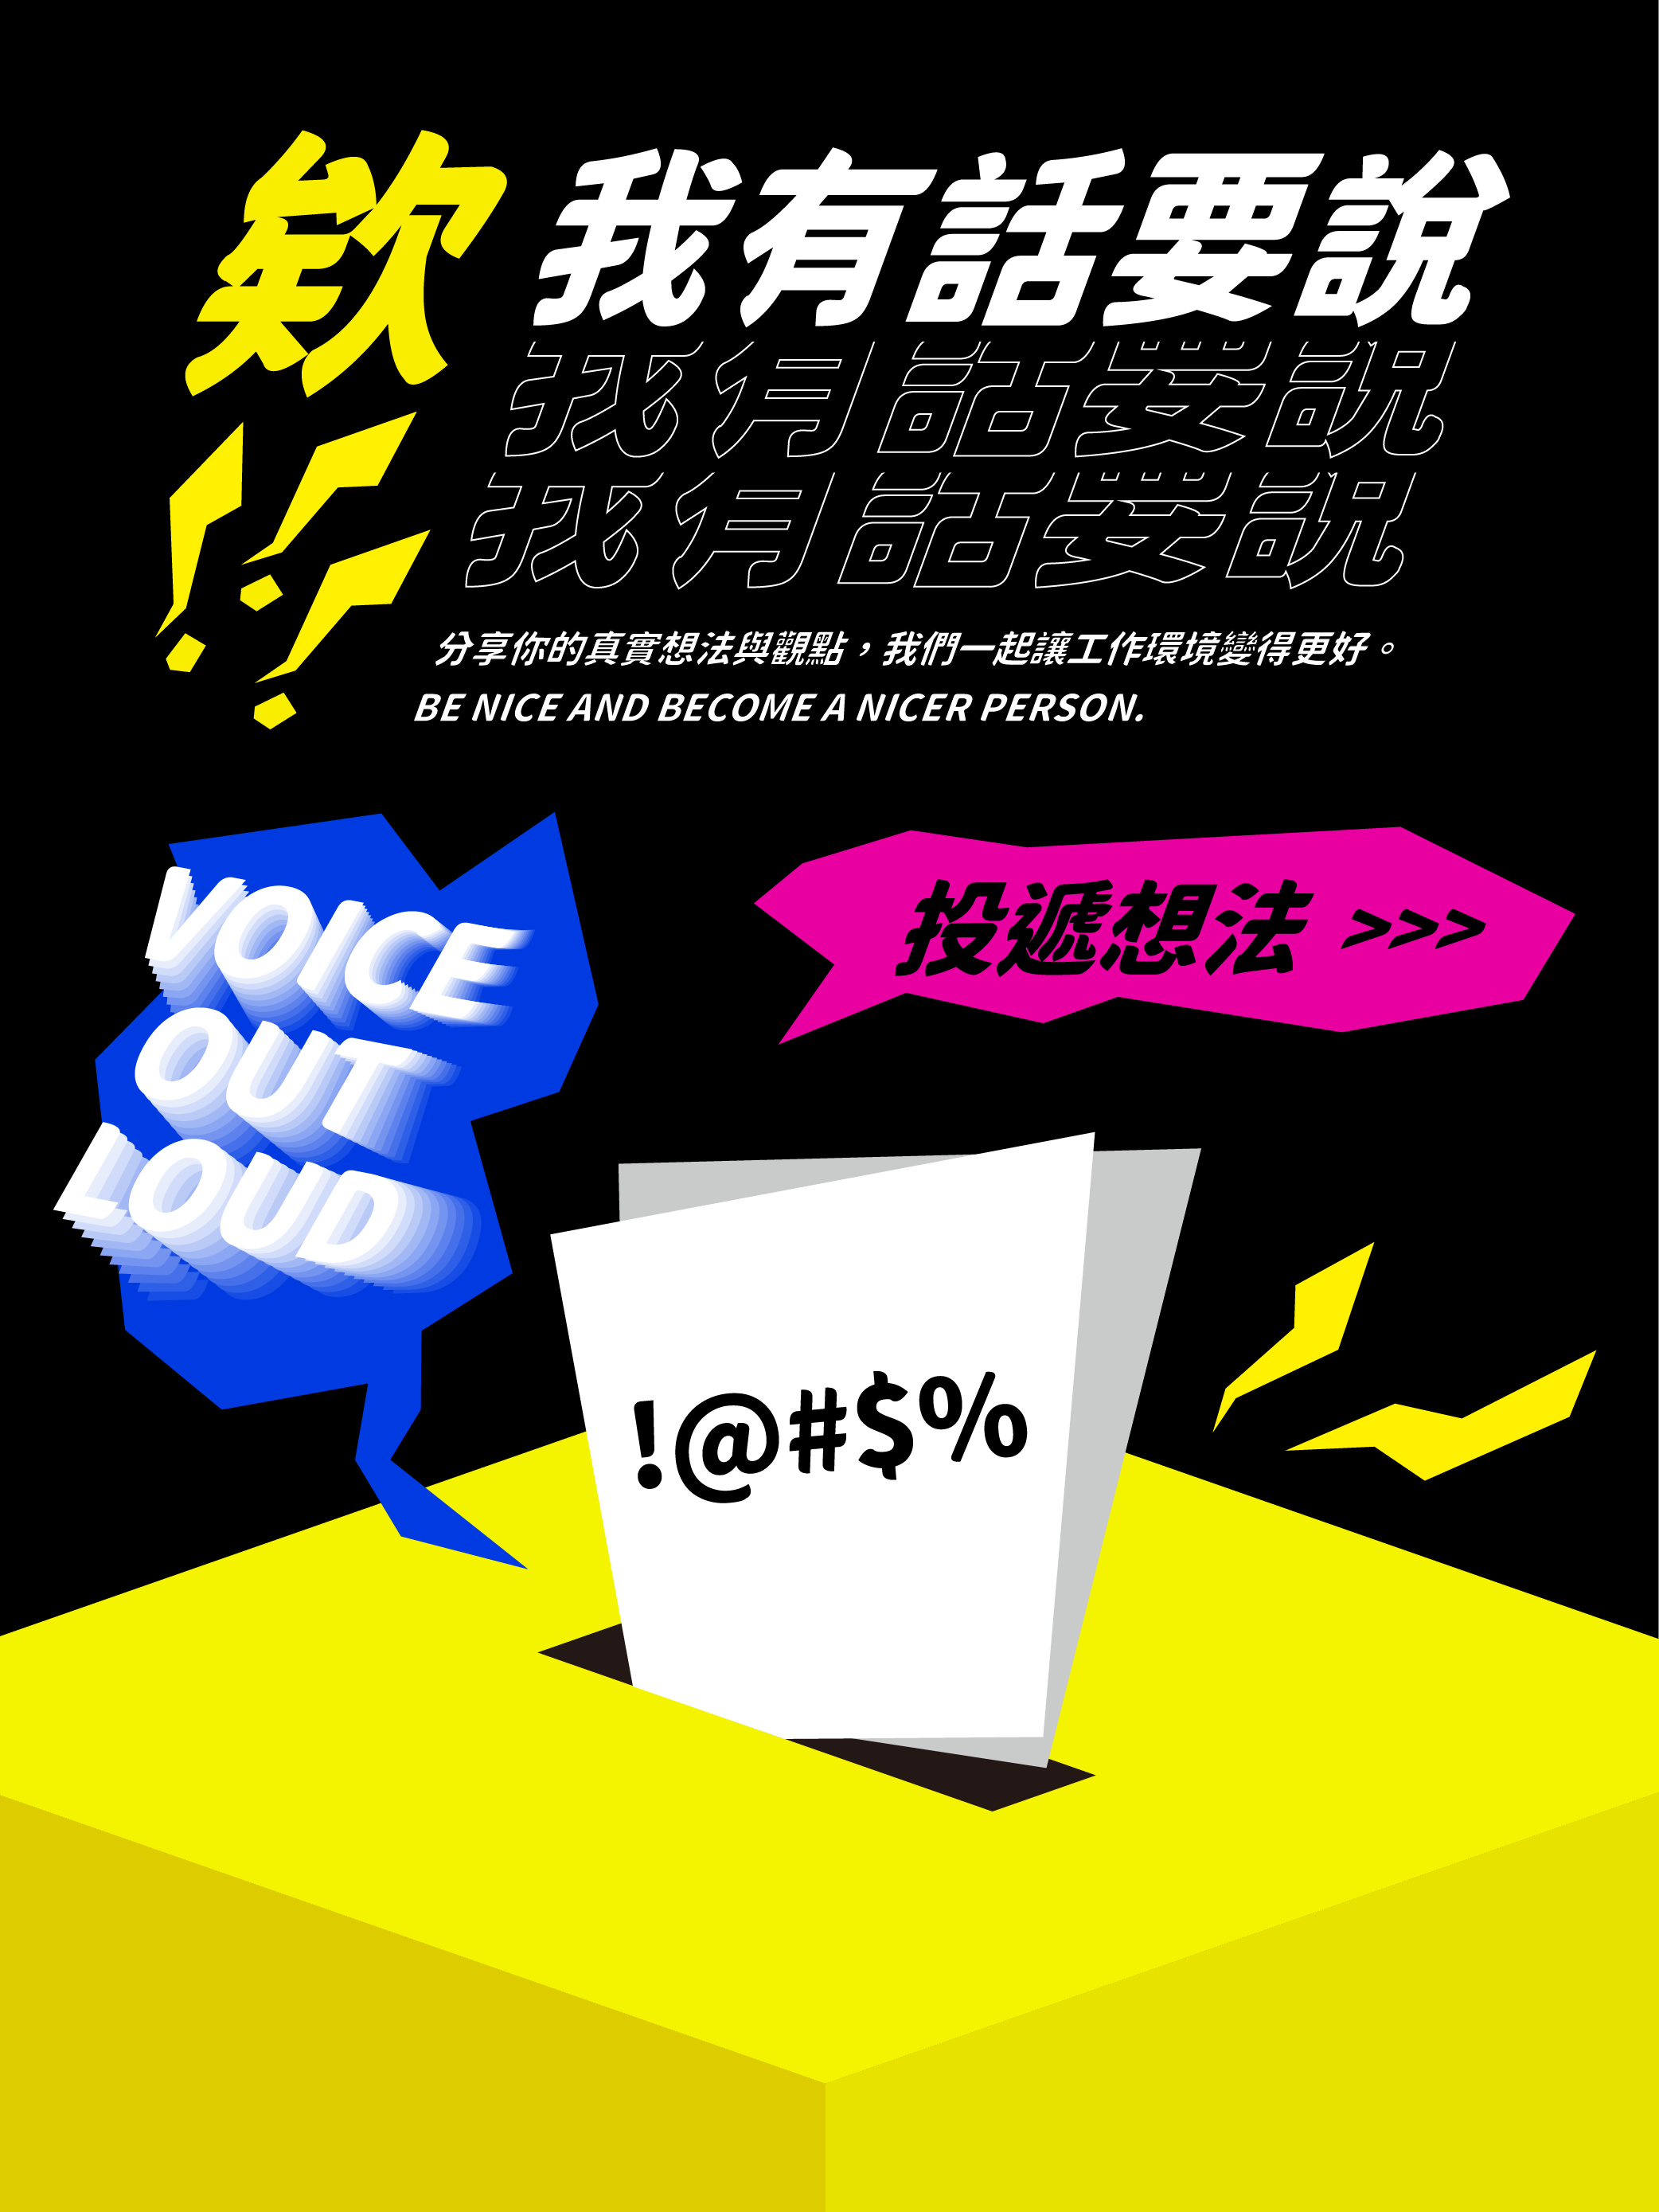 欸 我有話要說
我有話要說
我有話要說
分享你的真實想法與觀點，我們一起讓工作環境變得更好。
BE NICE AND BECOME A NICER PERSON.
VOICE
OUT
LOUD
投遞想法 >>>
!@#$%